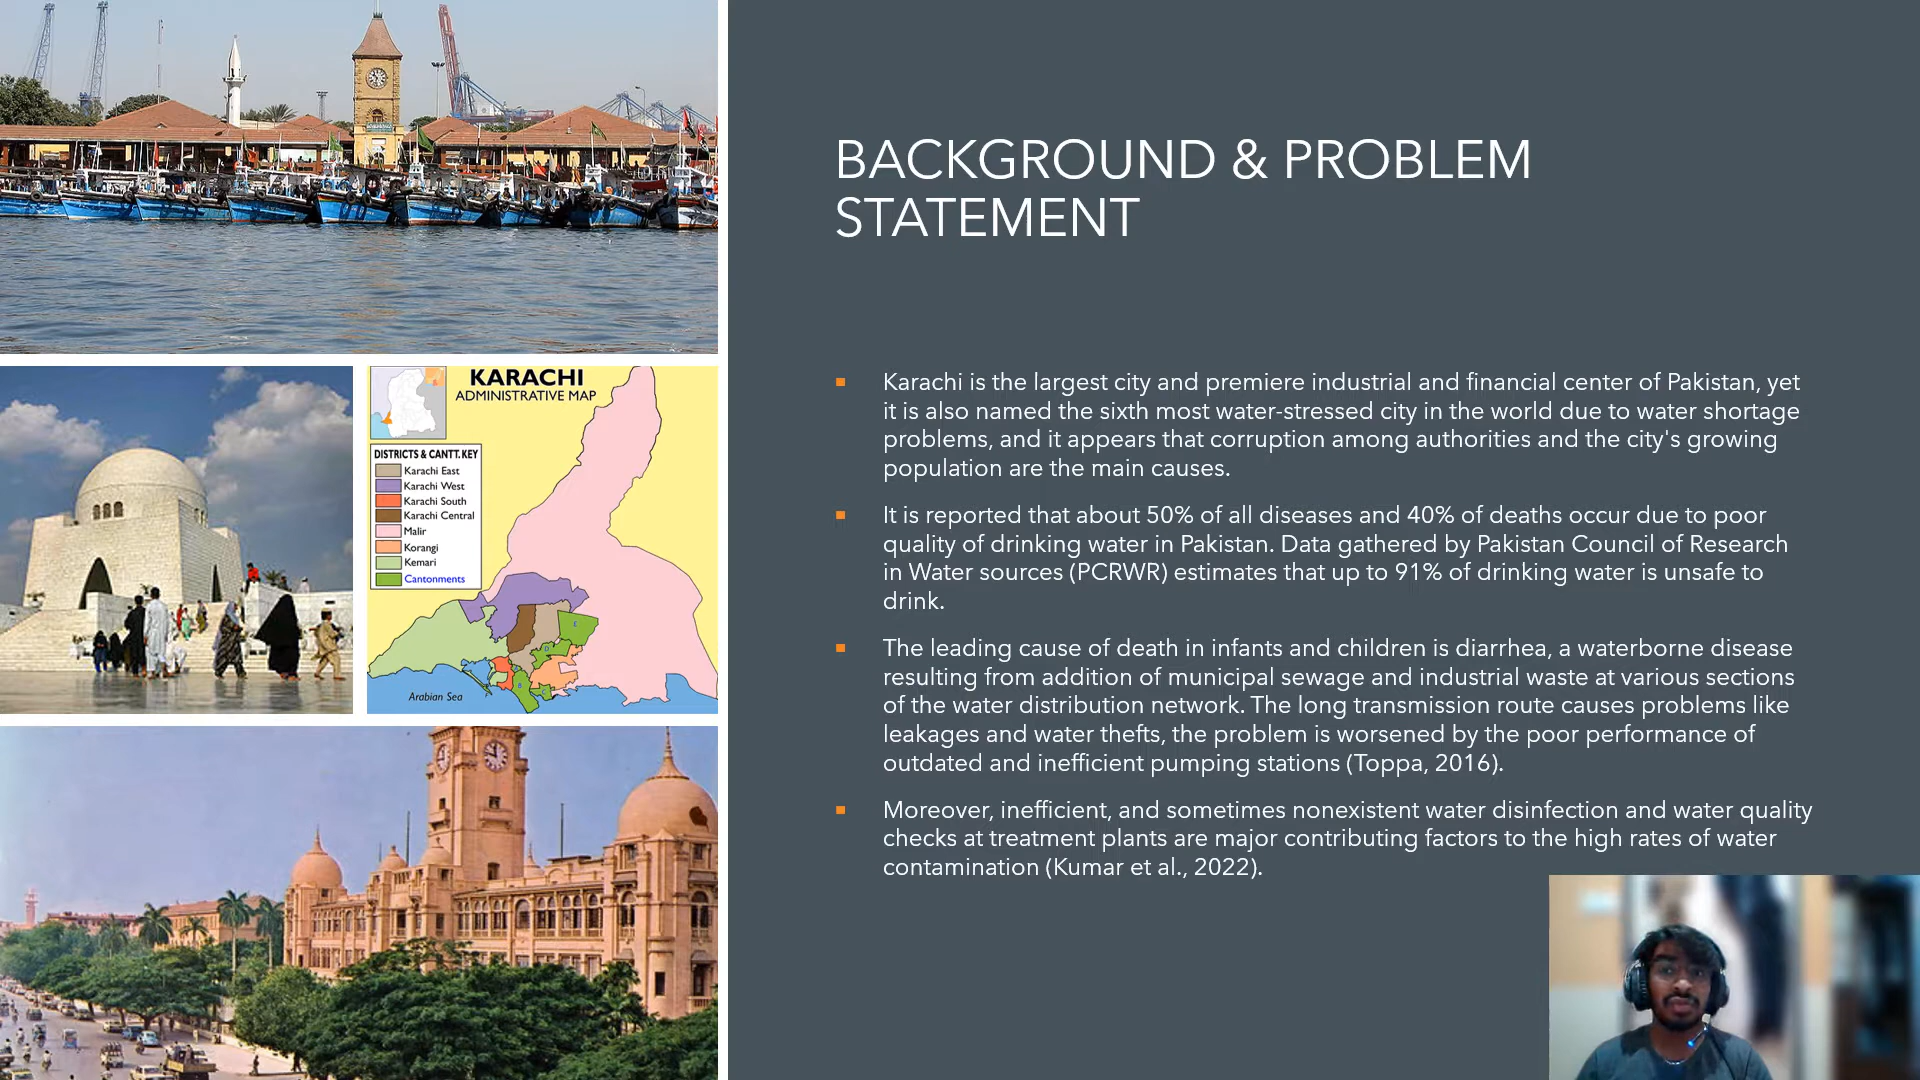 BACKGROUND & PROBLEM
STATEMENT
Karachi is the largest city and premiere industrial and financial center of Pakistan, yet
it is also named the sixth most water-stressed city in the world due to water shortage
problems, and it appears that corruption among authorities and the city's growing
population are the main causes.
It is reported that about 50% of all diseases and 40% of deaths occur due to poor
quality of drinking water in Pakistan. Data gathered by Pakistan Council of Research
in Water sources (PCRWR) estimates that up to 91% of drinking water is unsafe to
drink.
The leading cause of death in infants and children is diarrhea, a waterborne disease
resulting from addition of municipal sewage and industrial waste at various sections
of the water distribution network. The long transmission route causes problems like
leakages and water thefts, the problem is worsened by the poor performance of
outdated and inefficient pumping stations (Toppa, 2016).
Moreover, inefficient, and sometimes nonexistent water disinfection and water quality
checks at treatment plants are major contributing factors to the high rates of water
contamination (Kumar et al., 2022).
KARACHI
ADMINISTRATIVE MAP
DISTRICTS & CANTT. KEY
Karachi East
Karachi West
Karachi South
Karachi Central
Malir
Korangi
Kemari
Cantonments
Arabian Sea